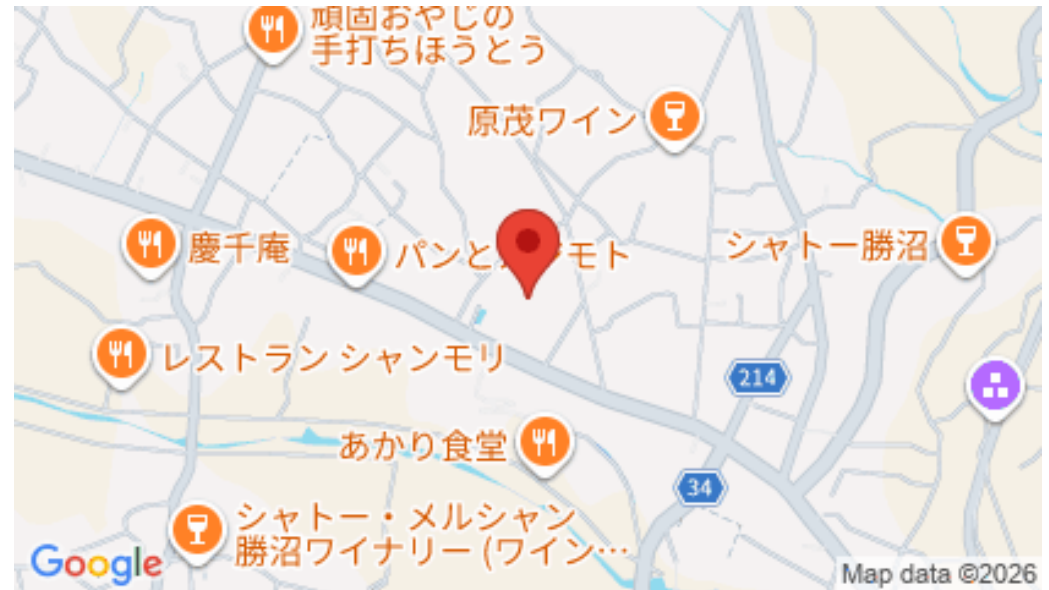 頑固おやじの
手打ちほうとう
原茂ワイン
慶千庵
パンと
モト
シャトー勝沼
レストラン シャンモリ
214
あかり食堂
34
シャトー・メルシャン
勝沼ワイナリー (ワイン…
Google
Map data ©2026